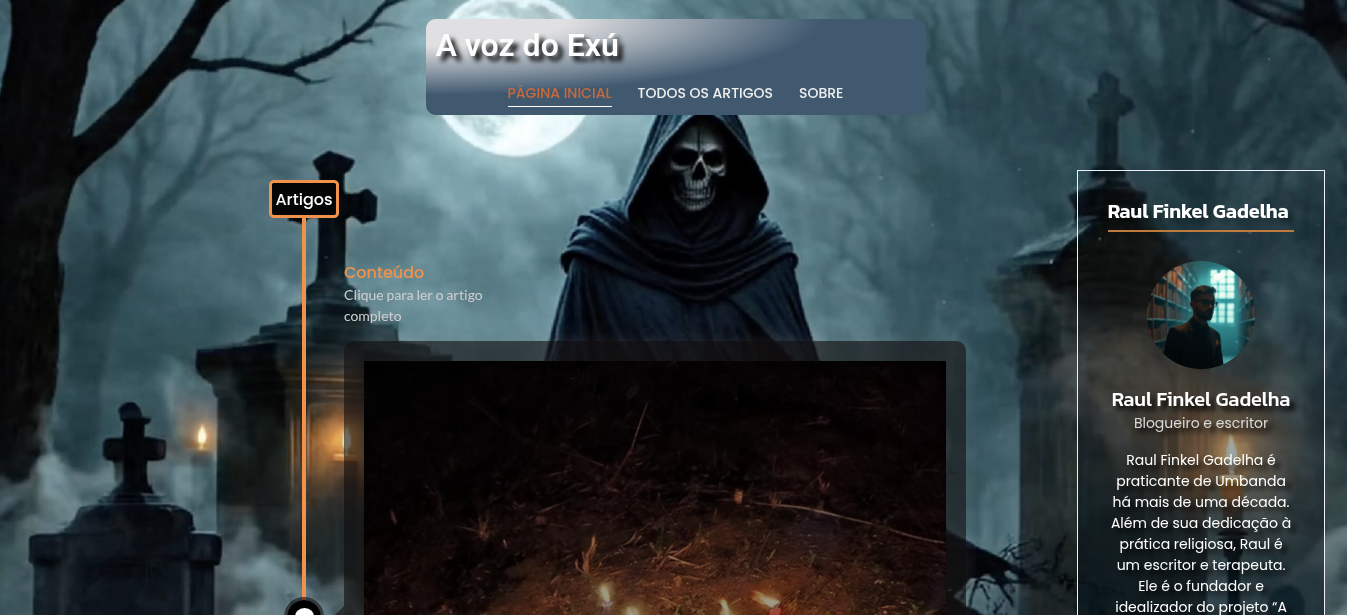 A voz do Exú
PÁGINA INICIAL TODOS OS ARTIGOS SOBRE
Artigos
Conteúdo
Clique para ler o artigo
completo
Raul Finkel Gadelha
Raul Finkel Gadelha
Blogueiro e escritor
Raul Finkel Gadelha é
praticante de Umbanda
há mais de uma década.
Além de sua dedicação à
prática religiosa, Raul é
um escritor e terapeuta.
Ele é o fundador e
idealizador do projeto “A